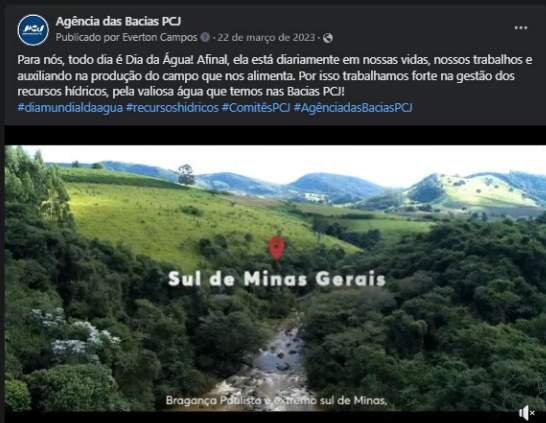 Agência das Bacias PCJ
Publicado por Everton Campos · 22 de março de 2023 ·
Para nós, todo dia é Dia da Água! Afinal, ela está diariamente em nossas vidas, nossos trabalhos e
auxiliando na produção do campo que nos alimenta. Por isso trabalhamos forte na gestão dos
recursos hídricos, pela valiosa água que temos nas Bacias PCJ!
#diamundialdaagua #recursoshidricos #ComitêsPCJ #AgênciadasBaciasPCJ
Sul de Minas Gerais
Bragança Paulista e extremo sul de Minas,